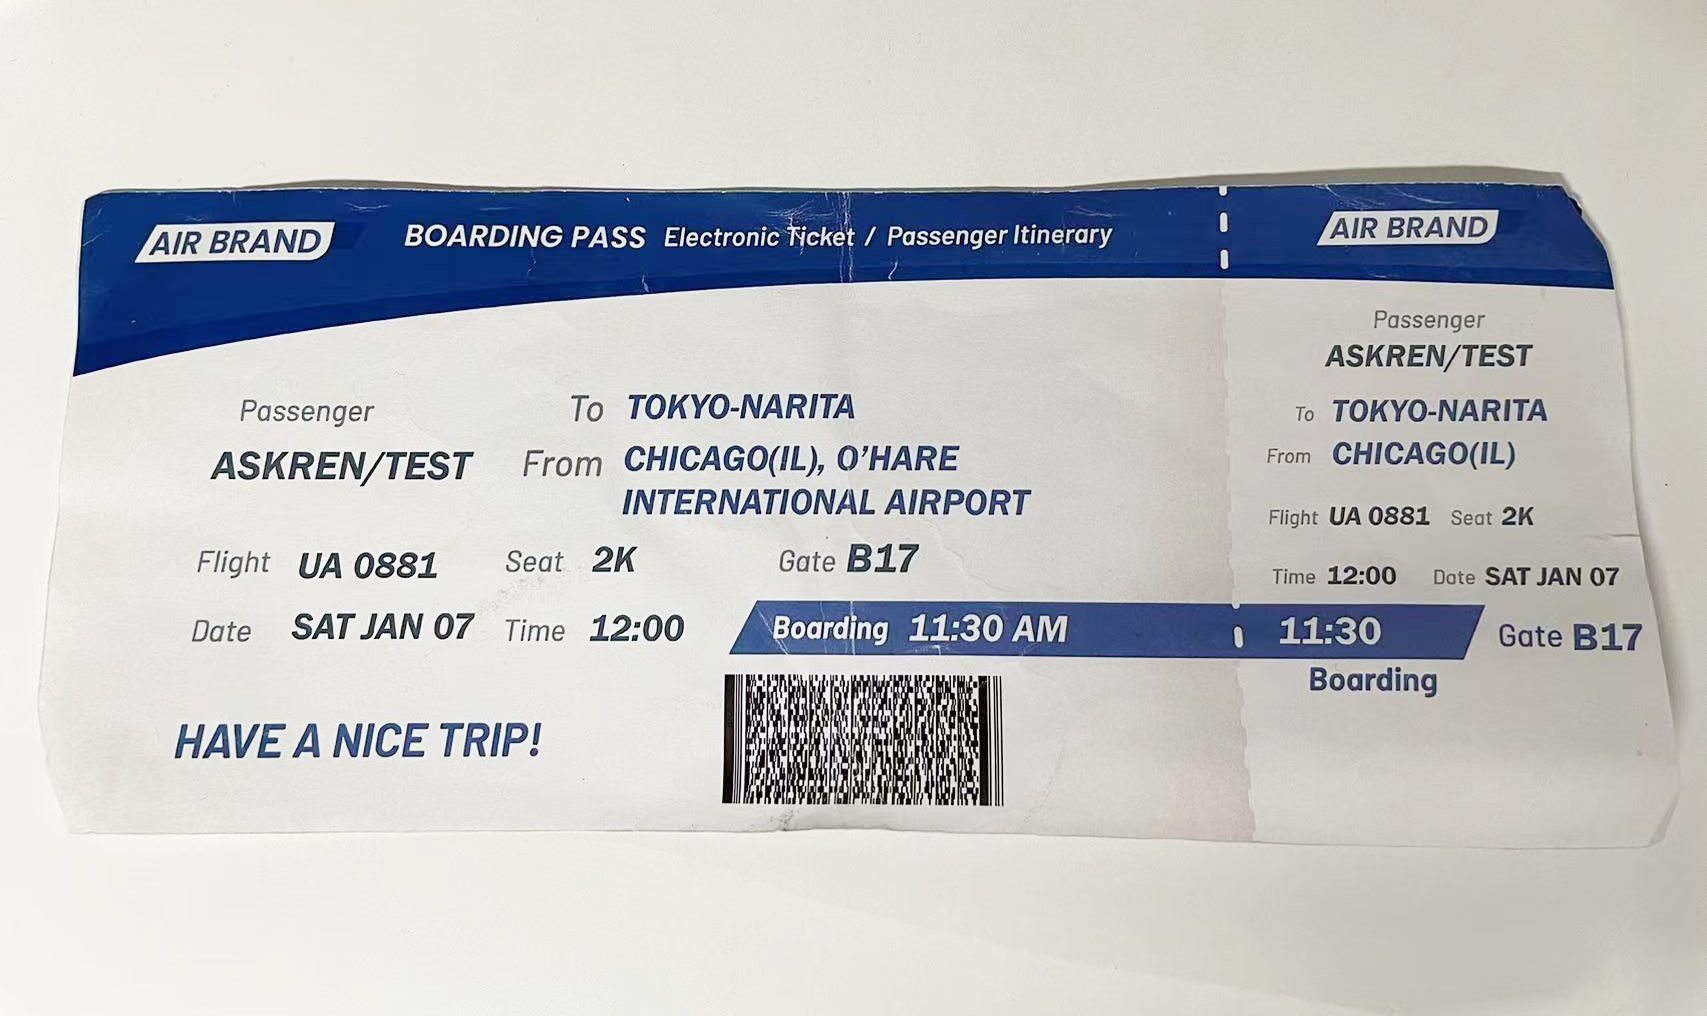 AIR BRAND
BOARDING PASS Electronic Ticket / Passenger Itinerary
Passenger
ASKREN/TEST
To TOKYO-NARITA
From CHICAGO(IL), O'HARE
INTERNATIONAL AIRPORT
Flight UA 0881 Seat 2K Gate B17
Date SAT JAN 07 Time 12:00
Boarding 11:30 AM
HAVE A NICE TRIP!
AIR BRAND
Passenger
ASKREN/TEST
To TOKYO-NARITA
From CHICAGO(IL)
Flight UA 0881 Seat 2K
Time 12:00 Date SAT JAN 07
11:30 Gate B17
Boarding